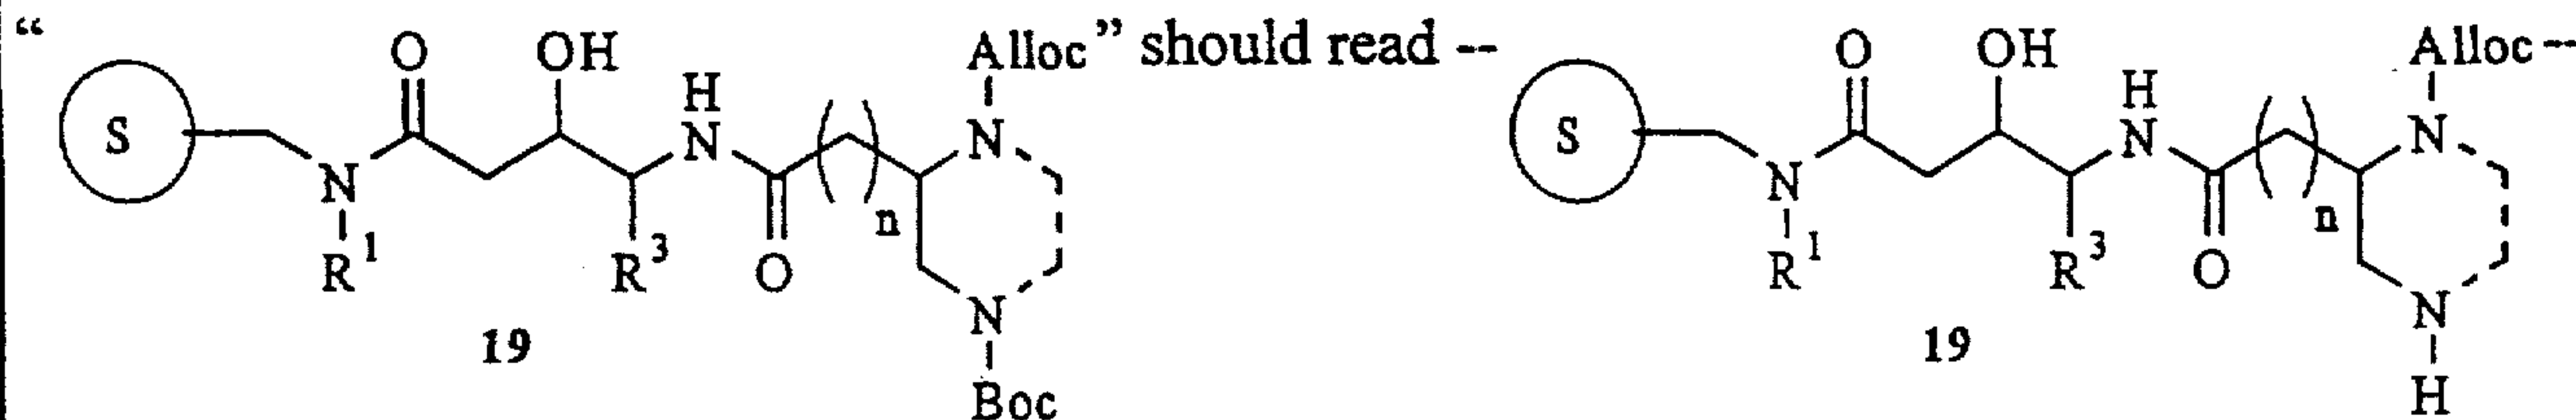 “
O OH Alloc” should read -- O OH Alloc--
H H
S N N S N N
N n N n
R¹ R³ O R¹ R³ O
N N
19 19
Boc H